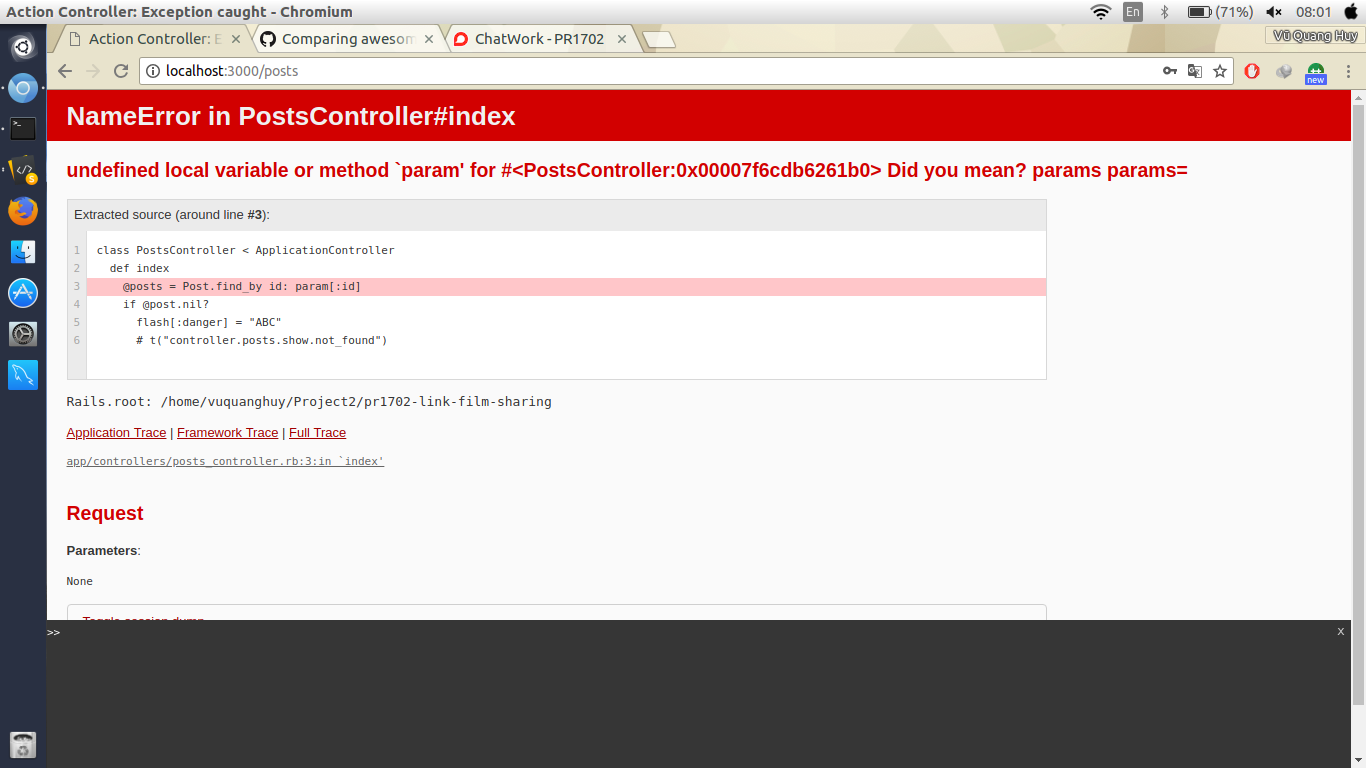 Action Controller: Exception caught - Chromium
En
(71%)
08:01
Action Controller: E
Comparing awesom
ChatWork - PR1702
Vũ Quang Huy
localhost:3000/posts
new
NameError in PostsController#index
undefined local variable or method `param' for #<PostsController:0x00007f6cdb6261b0> Did you mean? params params=
Extracted source (around line #3):
1 class PostsController < ApplicationController
2 def index
3 @posts = Post.find_by id: param[:id]
4 if @post.nil?
5 flash[:danger] = "ABC"
6 # t("controller.posts.show.not_found")
Rails.root: /home/vuquanghuy/Project2/pr1702-link-film-sharing
Application Trace | Framework Trace | Full Trace
app/controllers/posts_controller.rb:3:in `index'
Request
Parameters:
None
Toggle session dump
>>
x